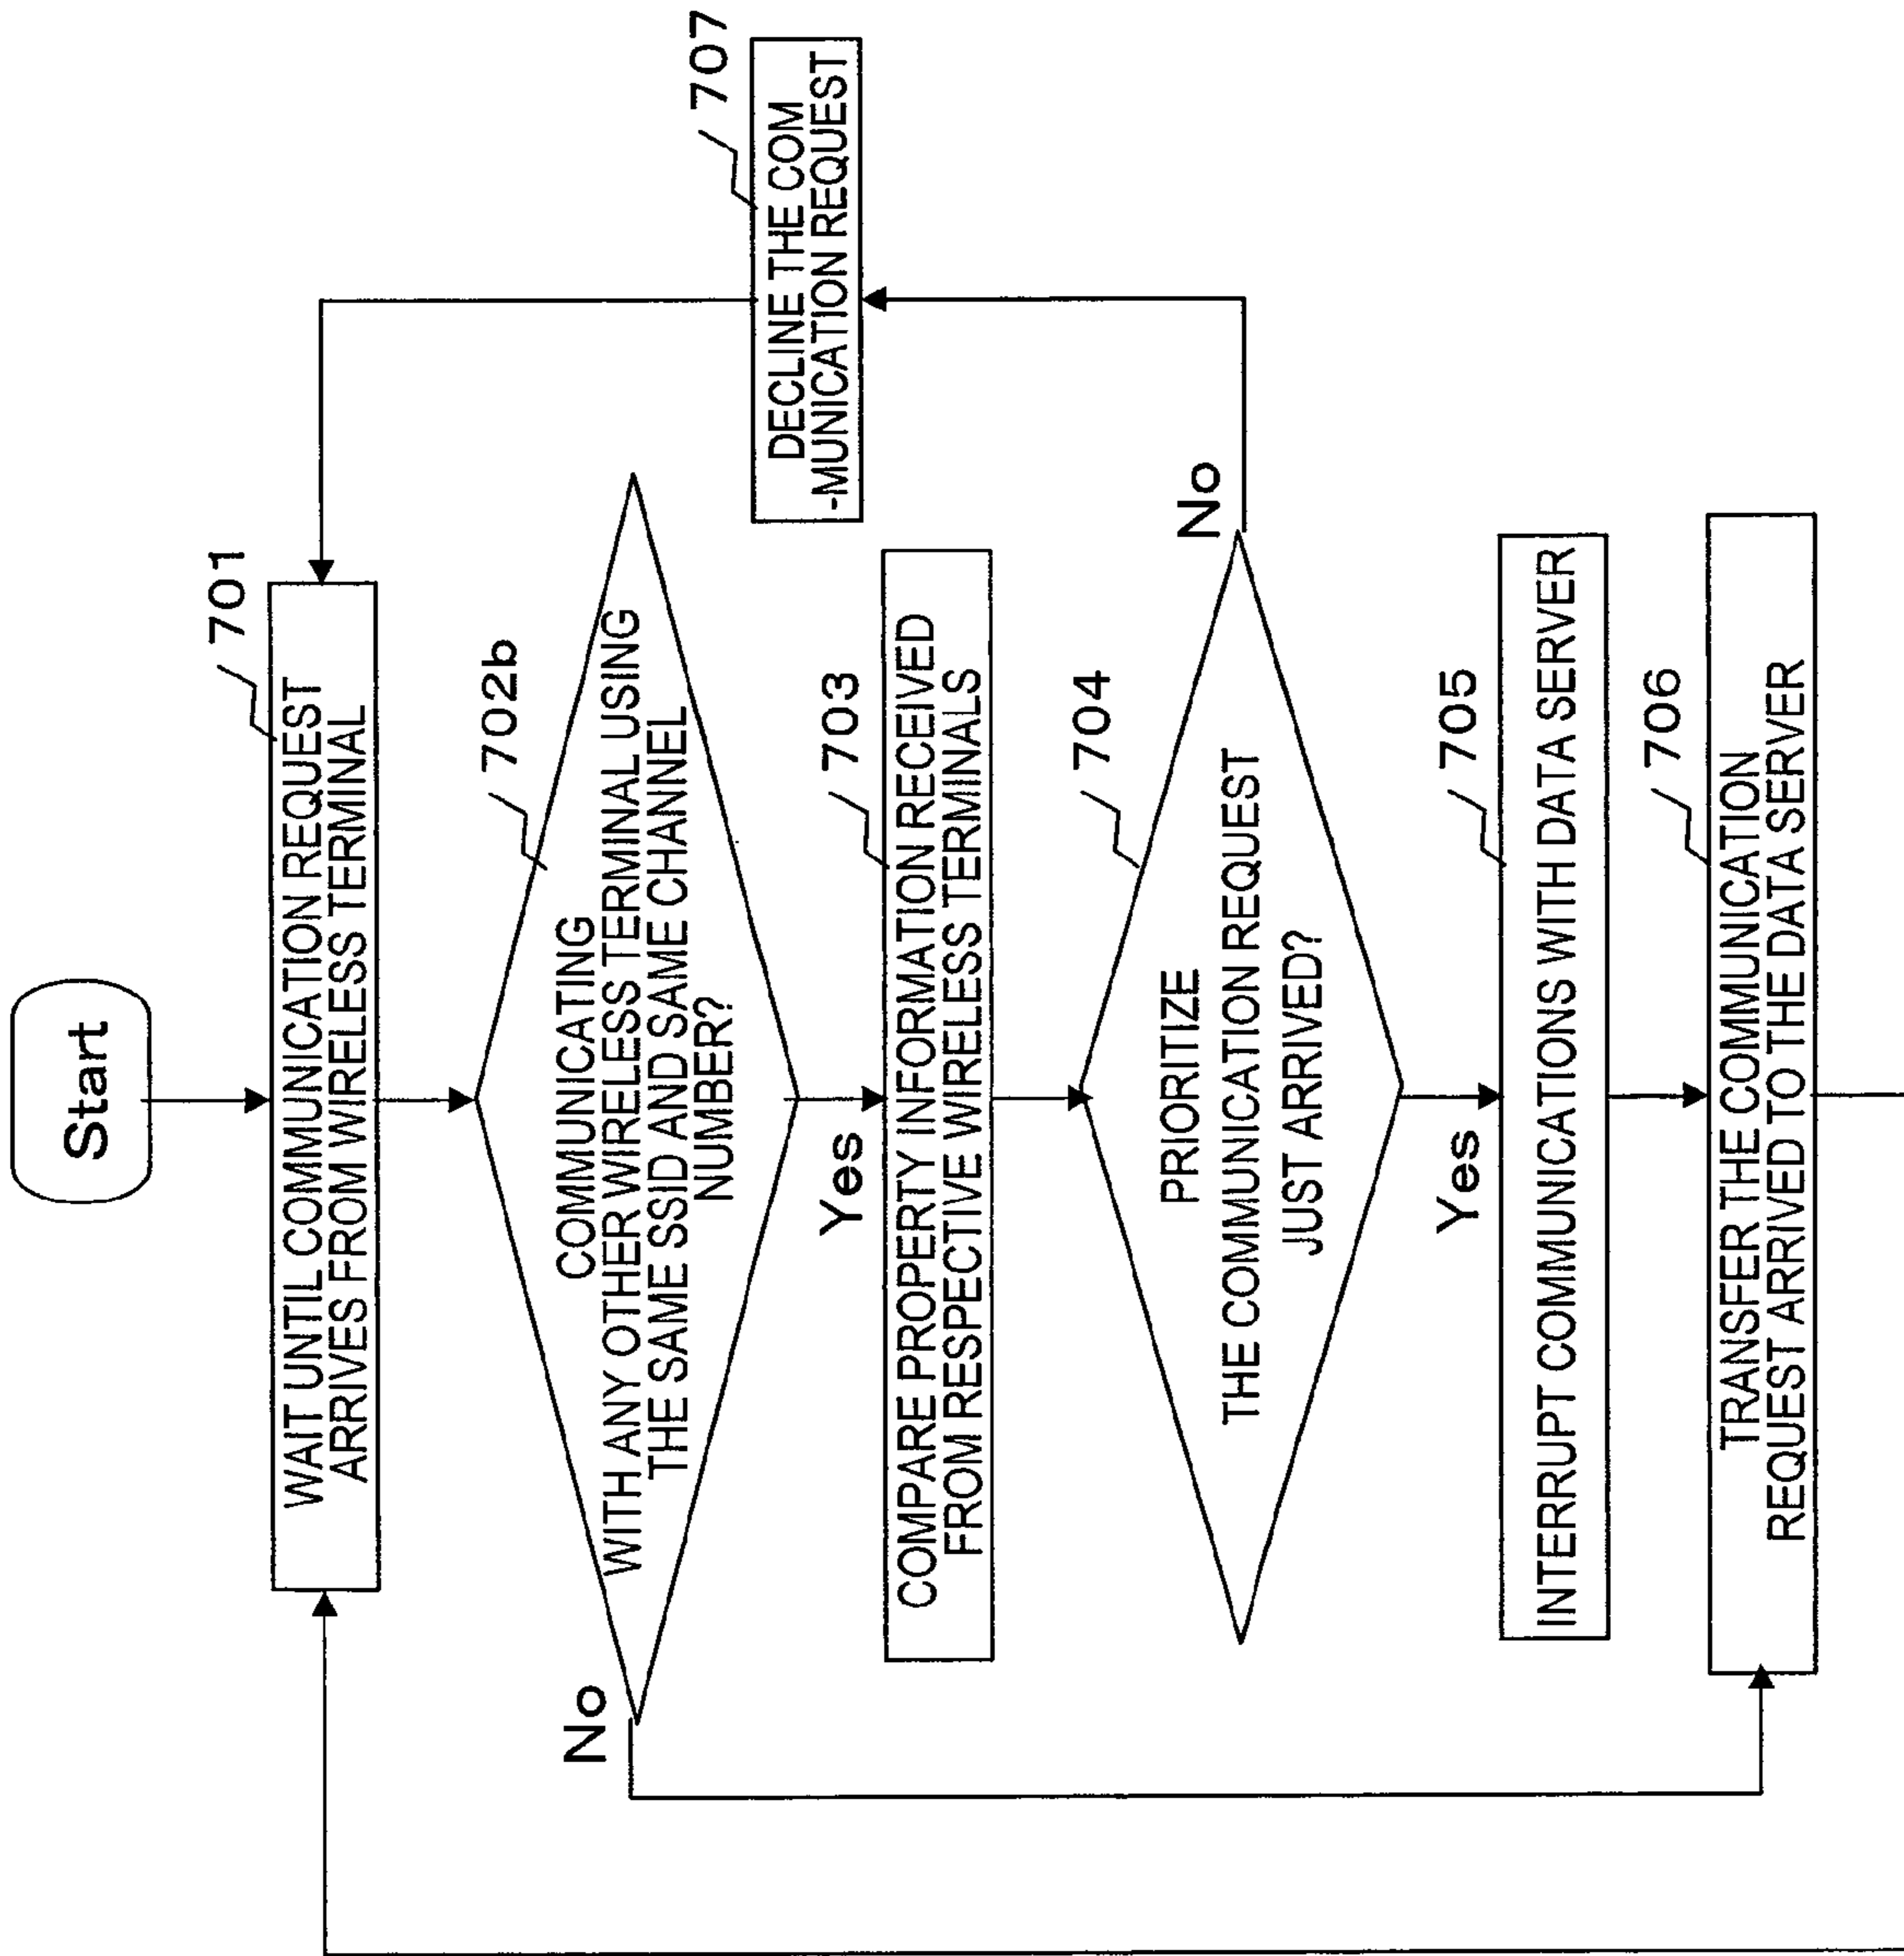 Start
701
WAIT UNTIL COMMUNICATION REQUEST
ARRIVES FROM WIRELESS TERMINAL
702b
COMMUNICATING
WITH ANY OTHER WIRELESS TERMINAL USING
THE SAME SSID AND SAME CHANNEL
NUMBER?
No
Yes
703
COMPARE PROPERTY INFORMATION RECEIVED
FROM RESPECTIVE WIRELESS TERMINALS
704
PRIORITIZE
THE COMMUNICATION REQUEST
JUST ARRIVED?
No
707
DECLINE THE COM
-MUNICATION REQUEST
Yes
705
INTERRUPT COMMUNICATIONS WITH DATA SERVER
706
TRANSFER THE COMMUNICATION
REQUEST ARRIVED TO THE DATA SERVER